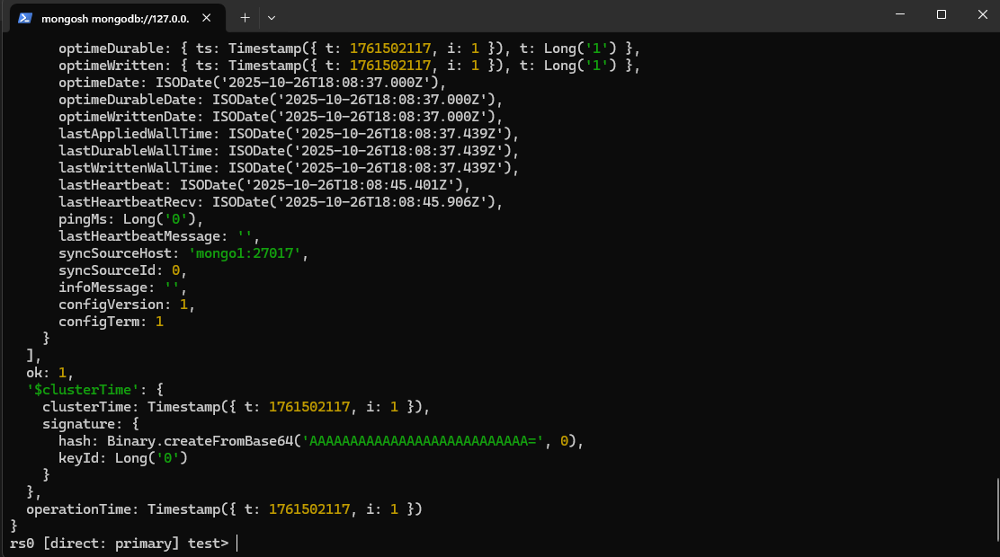 mongosh mongodb://127.0.0.
optimeDurable: { ts: Timestamp({ t: 1761502117, i: 1 }), t: Long('1') },
optimeWritten: { ts: Timestamp({ t: 1761502117, i: 1 }), t: Long('1') },
optimeDate: ISODate('2025-10-26T18:08:37.000Z'),
optimeDurableDate: ISODate('2025-10-26T18:08:37.000Z'),
optimeWrittenDate: ISODate('2025-10-26T18:08:37.000Z'),
lastAppliedWallTime: ISODate('2025-10-26T18:08:37.439Z'),
lastDurableWallTime: ISODate('2025-10-26T18:08:37.439Z'),
lastWrittenWallTime: ISODate('2025-10-26T18:08:37.439Z'),
lastHeartbeat: ISODate('2025-10-26T18:08:45.401Z'),
lastHeartbeatRecv: ISODate('2025-10-26T18:08:45.906Z'),
pingMs: Long('0'),
lastHeartbeatMessage: '',
syncSourceHost: 'mongo1:27017',
syncSourceId: 0,
infoMessage: '',
configVersion: 1,
configTerm: 1
}
],
ok: 1,
'$clusterTime': {
clusterTime: Timestamp({ t: 1761502117, i: 1 }),
signature: {
hash: Binary.createFromBase64('AAAAAAAAAAAAAAAAAAAAAAAAAAA=', 0),
keyId: Long('0')
}
},
operationTime: Timestamp({ t: 1761502117, i: 1 })
}
rs0 [direct: primary] test>